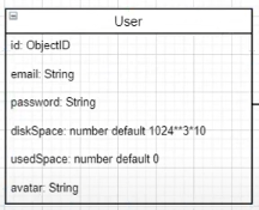 User
id: ObjectID
email: String
password: String
diskSpace: number default 1024**3*10
usedSpace: number default 0
avatar: String